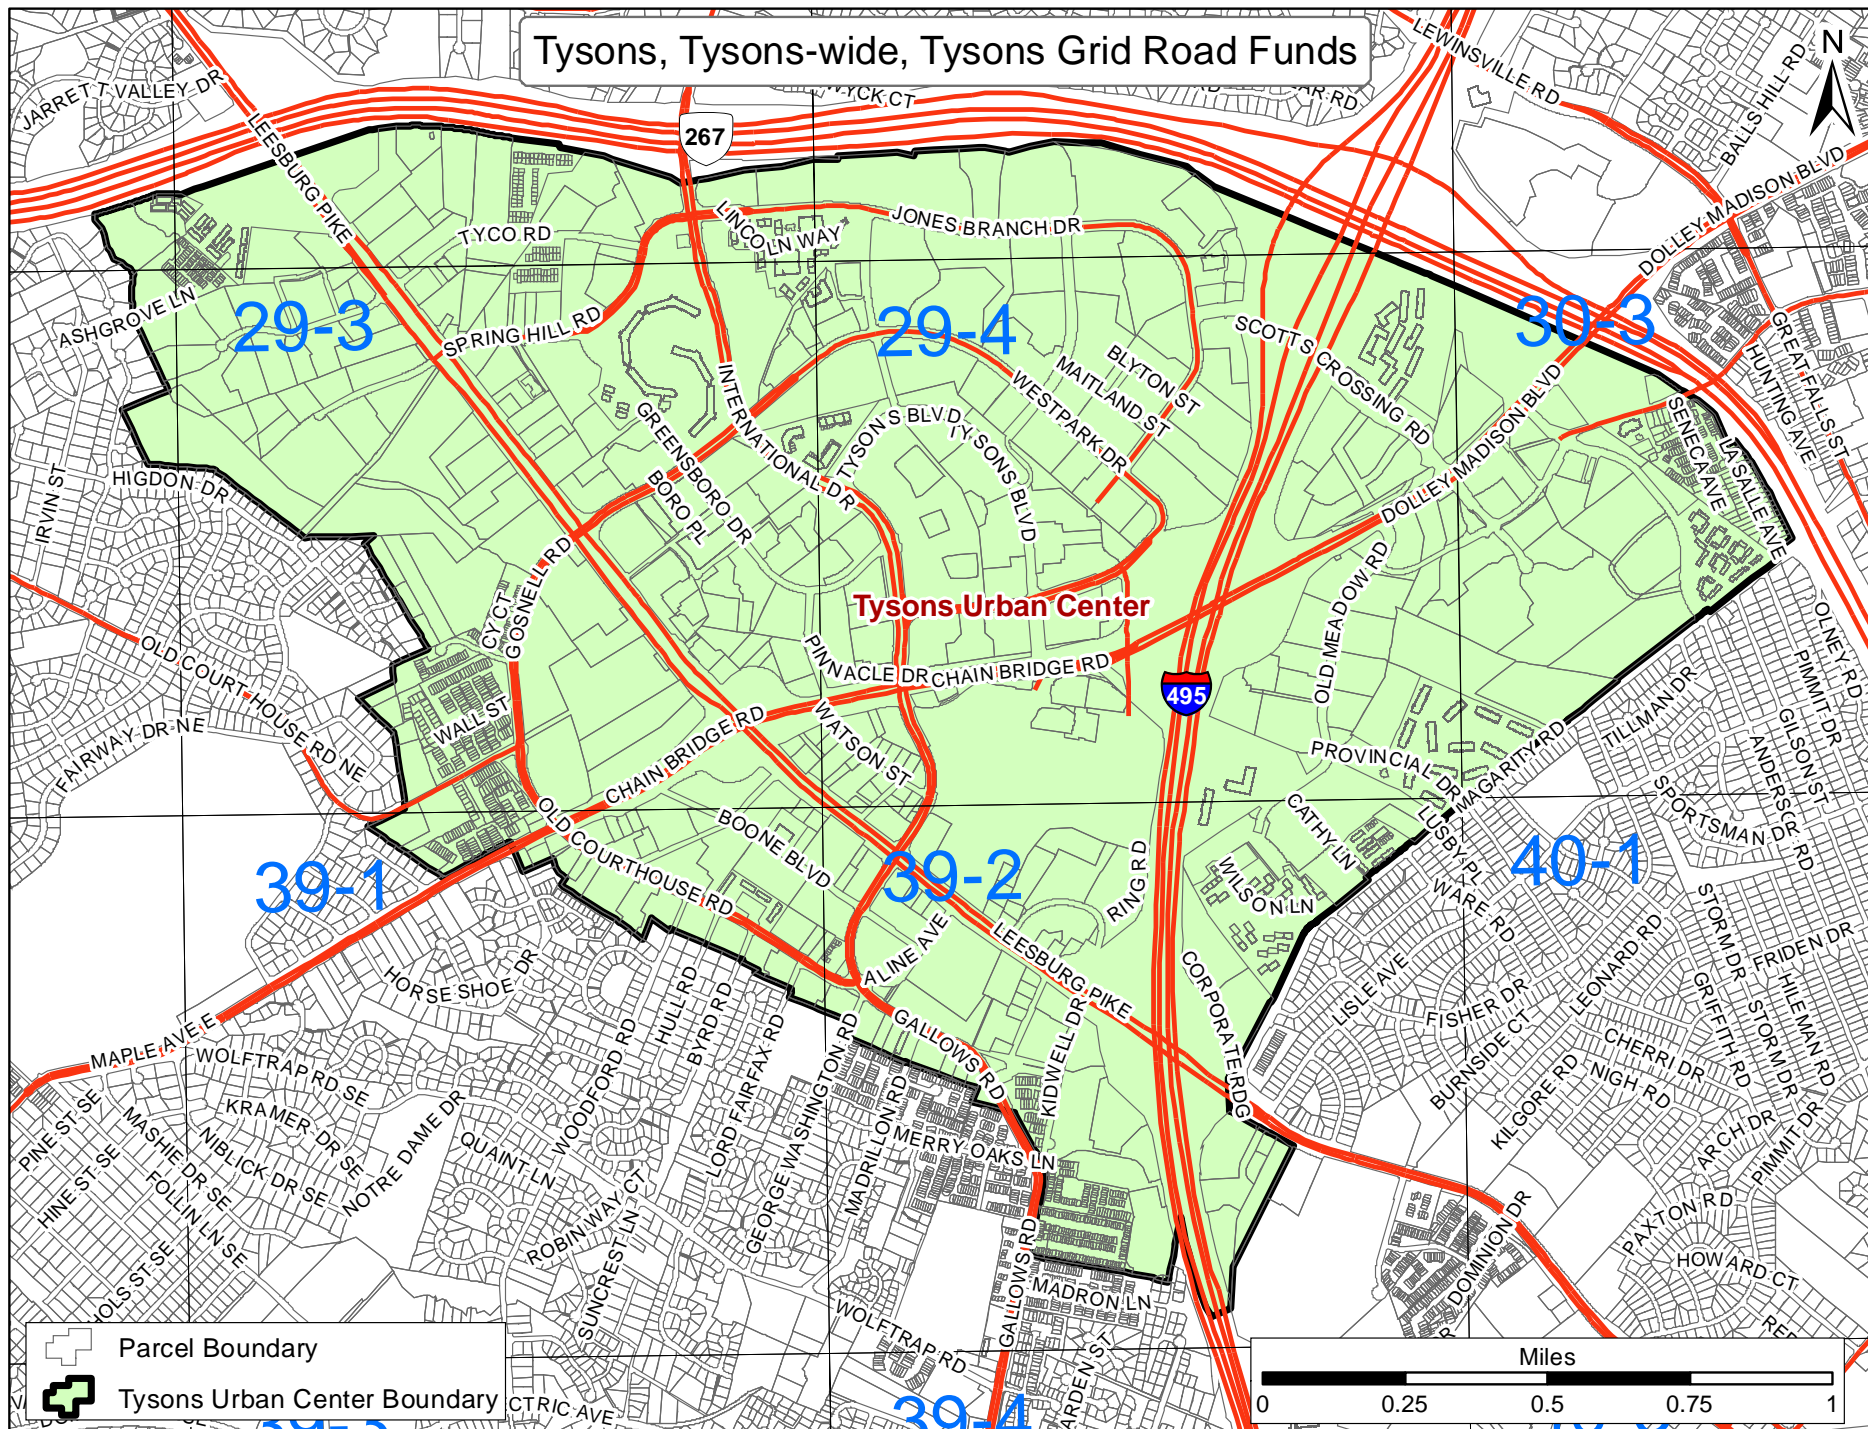 Tysons, Tysons-wide, Tysons Grid Road Funds
N
LEWINSVILLE RD
BALLS HILL RD
JARRETT VALLEY DR
267
LEESBURG PIKE
DOLLEY MADISON BLVD
LINCOLN WAY
JONES BRANCH DR
TYCO RD
ASHGROVE LN
29-3
SPRING HILL RD
29-4
SCOTTS CROSSING RD
30-3
GREAT FALLS ST
HUNTING AVE
BLYTON ST
MAITLAND ST
WESTPARK DR
INTERNATIONAL DR
TYSONS BLVD
TYSONS BLVD
GREENSBORO DR
BORO PL
DOLLEY MADISON BLVD
SENECA AVE
LA SALLE AVE
IRVIN ST
HIGDON DR
GOSNELL RD
CY CT
Tysons Urban Center
OLD MEADOW RD
OLNEY RD
PIMMIT DR
OLD COURT HOUSE RD NE
PINNACLE DR
CHAIN BRIDGE RD
495
TILLMAN DR
GILSON ST
ANDERSON RD
FAIRWAY DR NE
WALL ST
CHAIN BRIDGE RD
WATSON ST
PROVINCIAL DR
MAGARITY RD
SPORTSMAN DR
CATHY LN
LUSBY PL
39-1
OLD COURTHOUSE RD
BOONE BLVD
39-2
RING RD
WILSON LN
WARE RD
40-1
ALINE AVE
LEESBURG PIKE
CORPORATE RDG
LISLE AVE
FISHER DR
LEONARD RD
STORM DR
FRIDEN DR
HORSE SHOE DR
HULL RD
BYRD RD
GALLOWS RD
KIDWELL DR
GRIFFITH RD
STORM DR
HILEMAN RD
MAPLE AVE E
WOLFTRAP RD SE
WOODFORD RD
LORD FAIRFAX RD
GEORGE WASHINGTON RD
MADRILLON RD
BURNSIDE CT
CHERRI DR
NIGH RD
KILGORE RD
PINE ST SE
MASHIE DR SE
KRAMER DR SE
NIBLICK DR SE
NOTRE DAME DR
QUAINT LN
MERRY OAKS LN
ARCH DR
PIMMIT DR
HINE ST SE
FOLLIN LN SE
ROBINWAY CT
SUNCREST LN
PAXTON RD
HOWARD CT
DOMINION DR
GALLOWS RD
MADRON LN
WOLFTRAP RD
Parcel Boundary
Tysons Urban Center Boundary
39-4
Miles
0 0.25 0.5 0.75 1